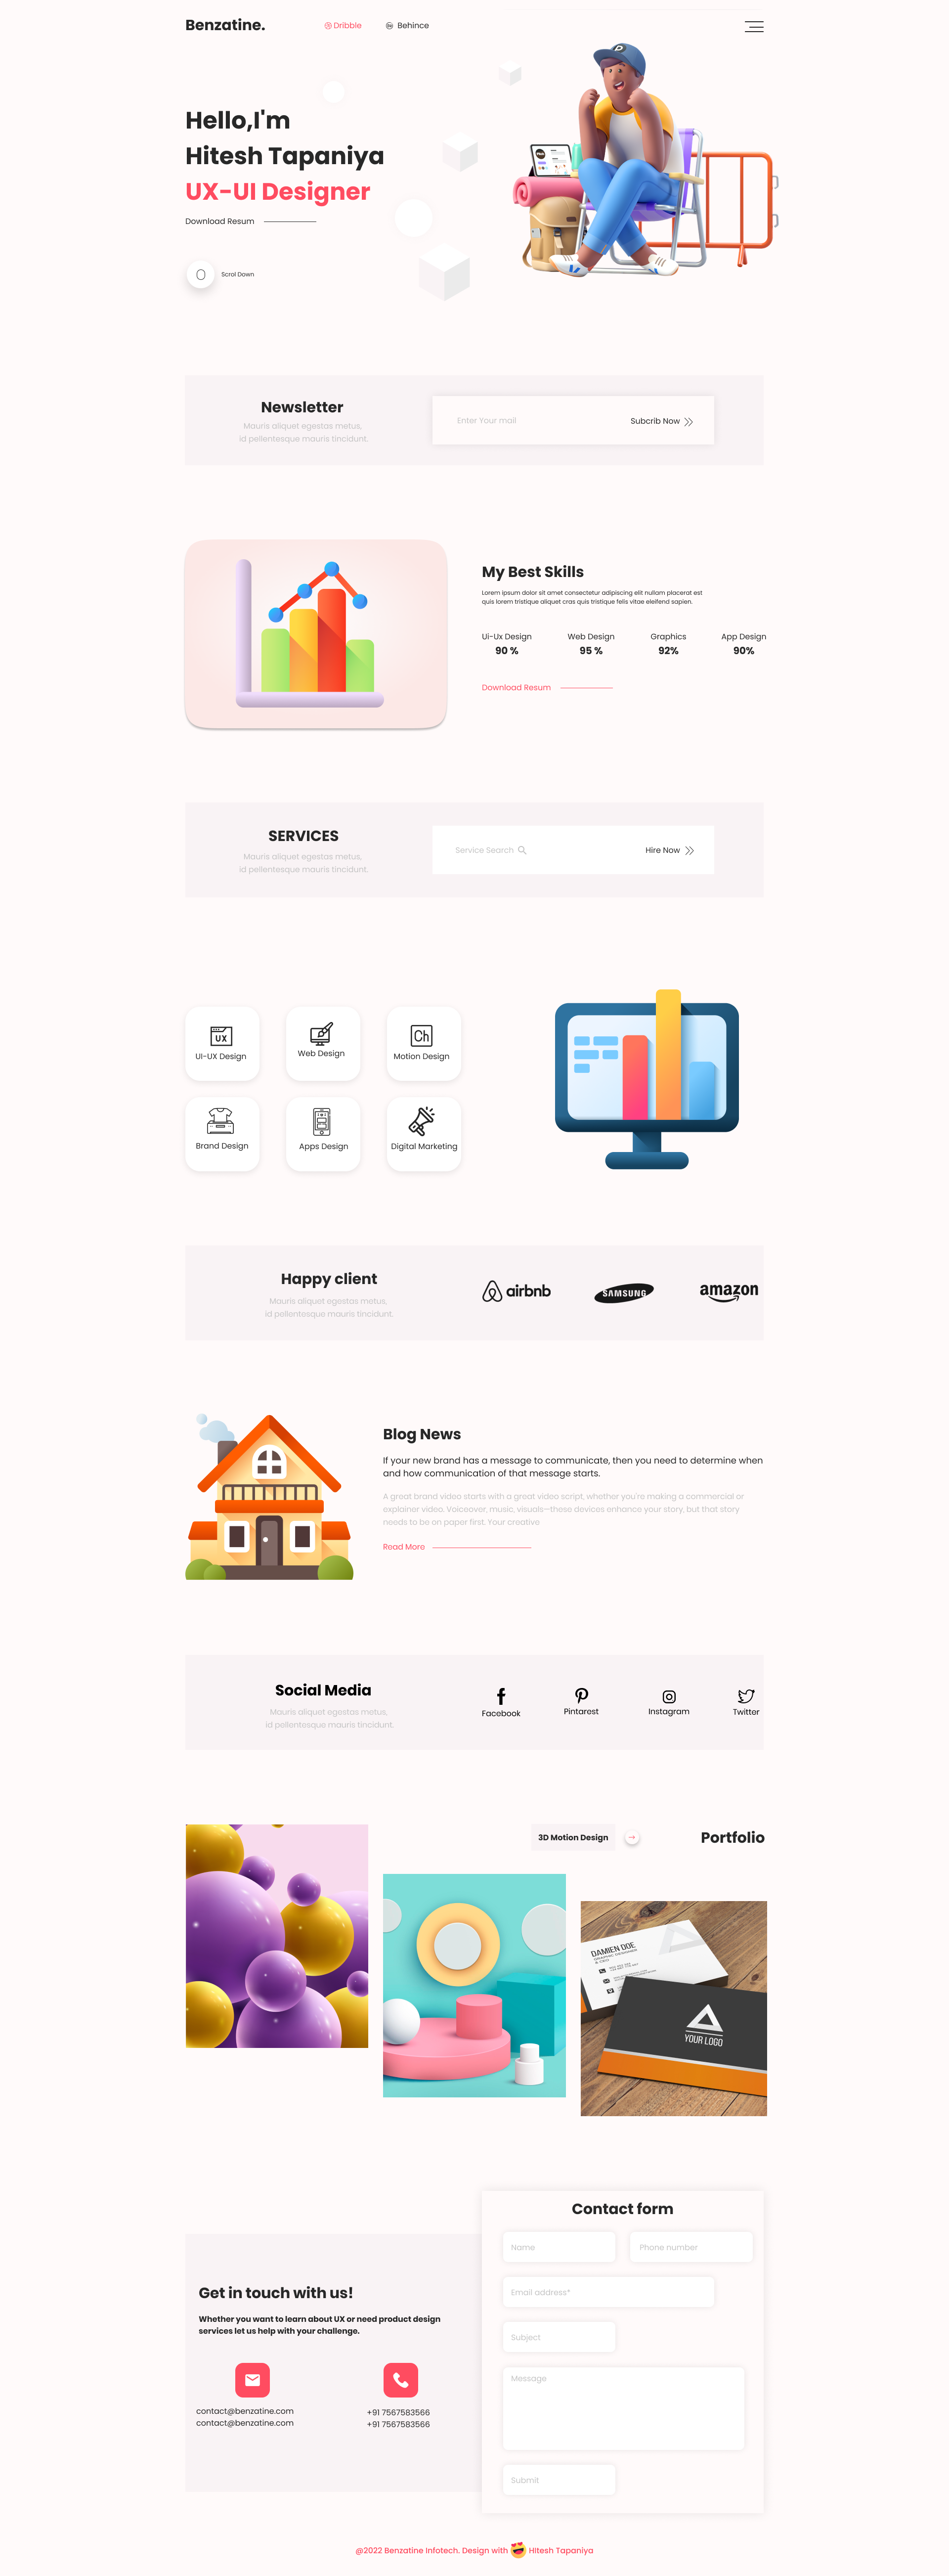 Benzatine.
Dribble
Behince
Hello,I'm
Hitesh Tapaniya
UX-UI Designer
Download Resum
Scrol Down
Newsletter
Mauris aliquet egestas metus,
id pellentesque mauris tincidunt.
Enter Your mail
Subcrib Now
My Best Skills
Lorem ipsum dolor sit amet consectetur adipiscing elit nullam placerat est
quis lorem tristique aliquet cras quis tristique felis vitae eleifend sapien.
Ui-Ux Design
Web Design
Graphics
App Design
90 %
95 %
92%
90%
Download Resum
SERVICES
Mauris aliquet egestas metus,
id pellentesque mauris tincidunt.
Service Search
Hire Now
UX
Ch
UI-UX Design
Web Design
Motion Design
Brand Design
Apps Design
Digital Marketing
Happy client
Mauris aliquet egestas metus,
id pellentesque mauris tincidunt.
airbnb
SAMSUNG
amazon
Blog News
If your new brand has a message to communicate, then you need to determine when
and how communication of that message starts.
A great brand video starts with a great video script, whether you're making a commercial or
explainer video. Voiceover, music, visuals—those devices enhance your story, but that story
needs to be on paper first. Your creative
Read More
Social Media
Mauris aliquet egestas metus,
id pellentesque mauris tincidunt.
Facebook
Pintarest
Instagram
Twitter
3D Motion Design
Portfolio
DAMIEN DOE
GRAPHIC DESIGNER
& CEO
YOUR LOGO
Contact form
Name
Phone number
Email address*
Subject
Message
Submit
Get in touch with us!
Whether you want to learn about UX or need product design
services let us help with your challenge.
contact@benzatine.com
contact@benzatine.com
+91 7567583566
+91 7567583566
@2022 Benzatine Infotech. Design with
Hitesh Tapaniya